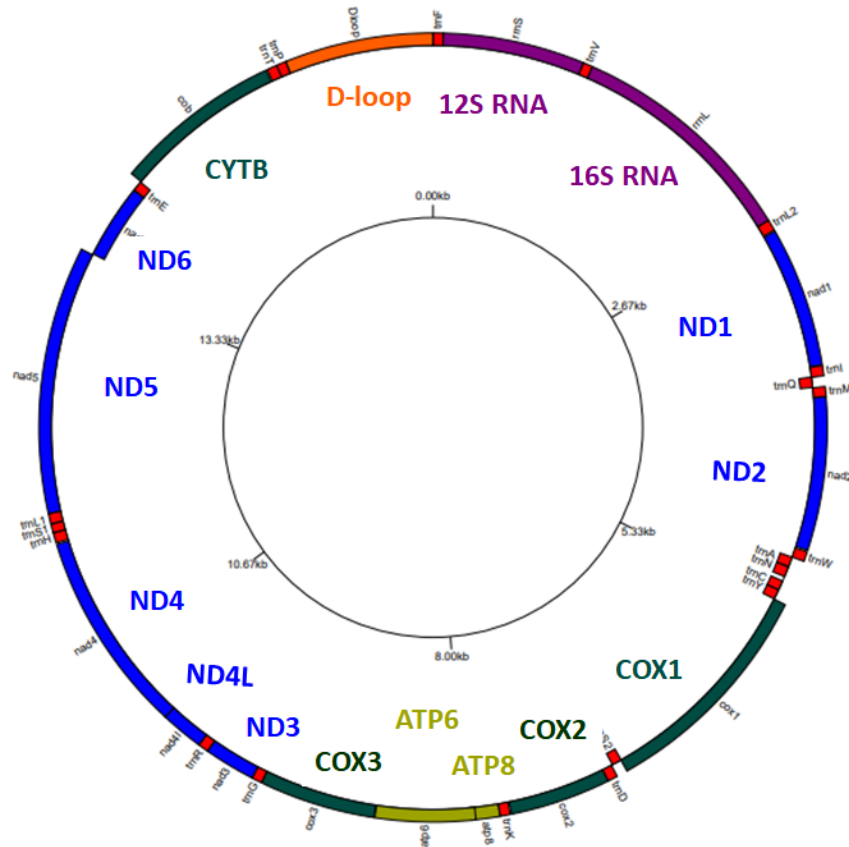 trnF
rrnS
trnV
rrnL
trnL2
nad1
trnI
trnQ
trnM
nad2
trnW
trnA
trnN
trnC
trnY
cox1
S2
trnD
cox2
trnK
atp8
atp6
cox3
trnG
nad3
trnR
nad4l
nad4
trnH
trnS1
trnL1
nad5
na..
trnE
cob
trnT
trnP
Dloop
D-loop
12S RNA
16S RNA
CYTB
ND6
ND1
ND5
ND2
ND4
ND4L
ND3
COX1
COX2
COX3
ATP6
ATP8
0.00kb
2.67kb
5.33kb
8.00kb
10.67kb
13.33kb